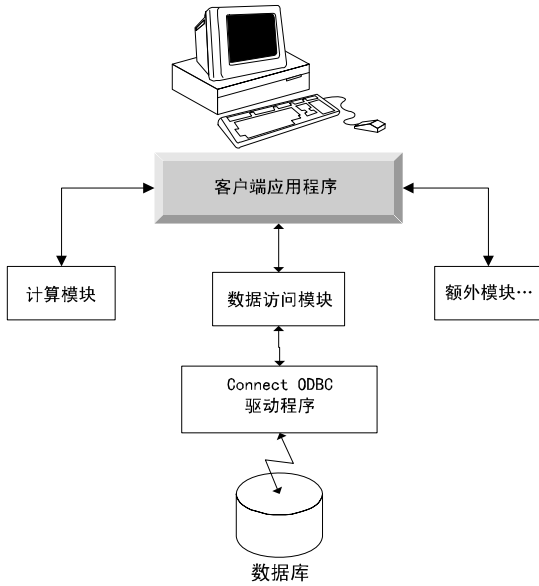 客户端应用程序
计算模块
数据访问模块
额外模块…
Connect ODBC
驱动程序
数据库